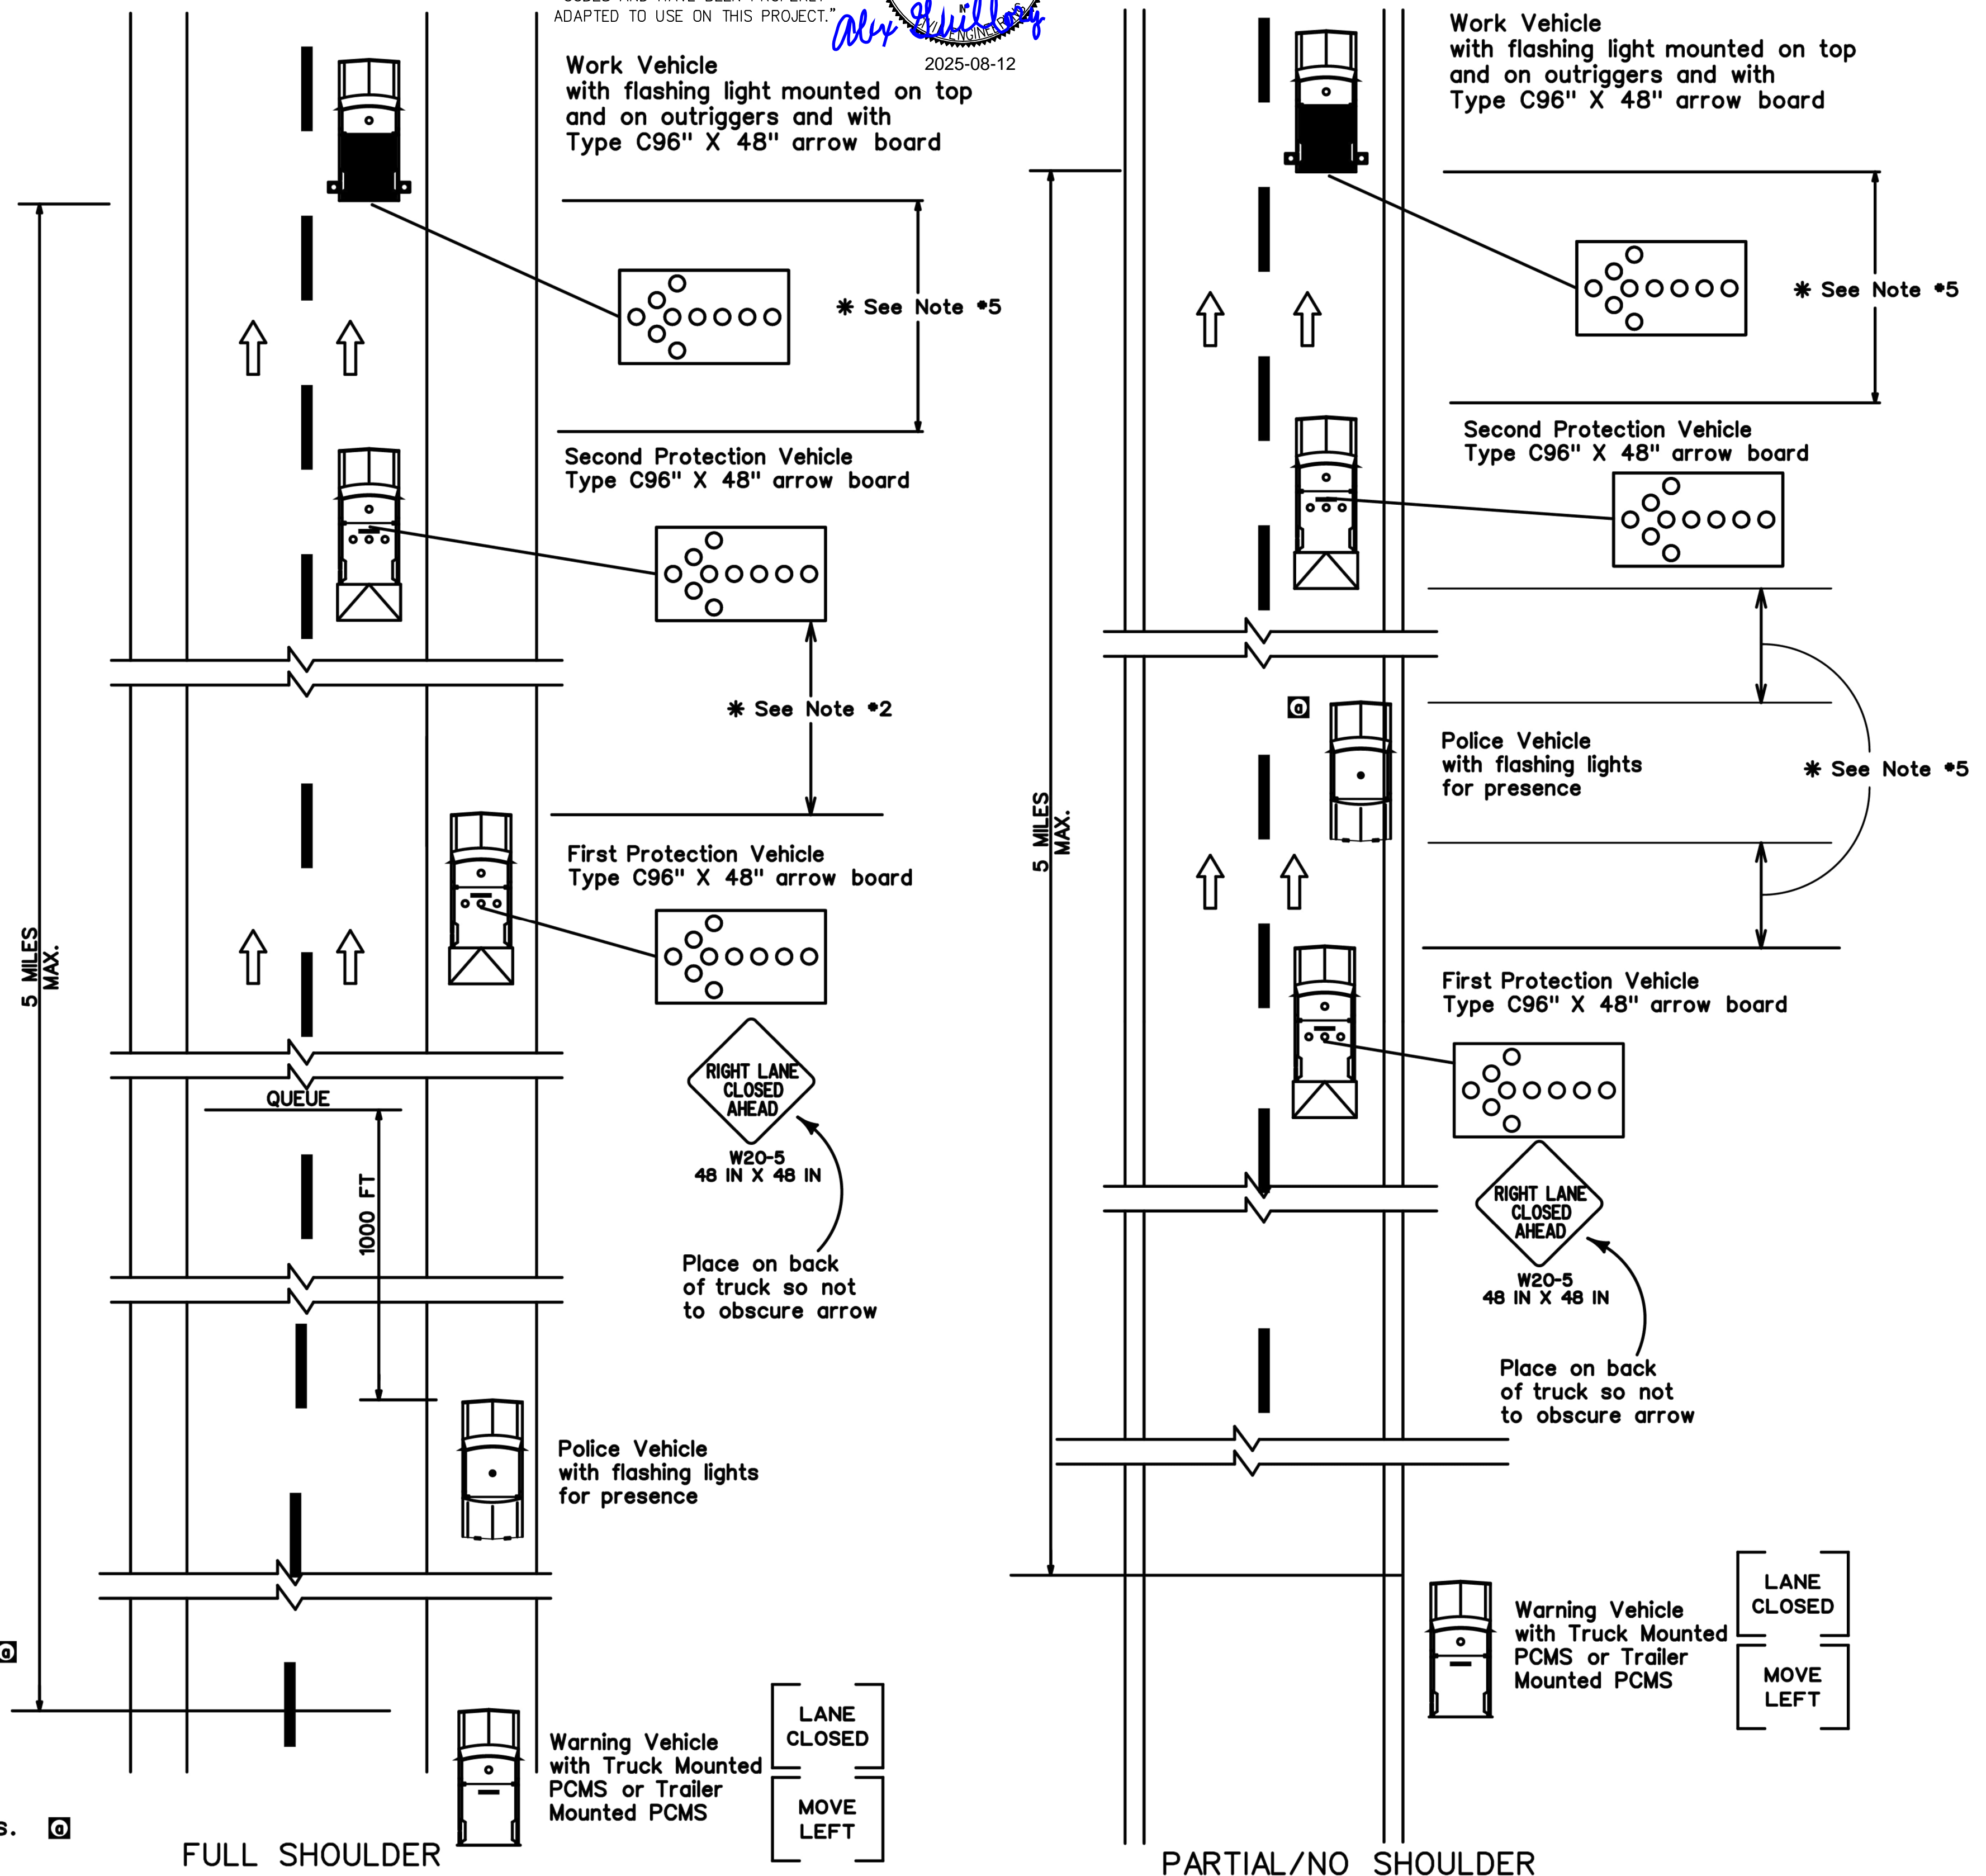 ADAPTED TO USE ON THIS PROJECT."
IN
CIVIL ENGINEERING
Alex Guillory
2025-08-12
Work Vehicle
with flashing light mounted on top
and on outriggers and with
Type C96" X 48" arrow board
* See Note #5
Second Protection Vehicle
Type C96" X 48" arrow board
* See Note #2
First Protection Vehicle
Type C96" X 48" arrow board
5 MILES
MAX.
RIGHT LANE
CLOSED
AHEAD
W20-5
48 IN X 48 IN
QUEUE
1000 FT
Place on back
of truck so not
to obscure arrow
Police Vehicle
with flashing lights
for presence
a
Warning Vehicle
with Truck Mounted
PCMS or Trailer
Mounted PCMS
LANE
CLOSED
MOVE
LEFT
s. a
FULL SHOULDER
Work Vehicle
with flashing light mounted on top
and on outriggers and with
Type C96" X 48" arrow board
* See Note #5
Second Protection Vehicle
Type C96" X 48" arrow board
a
Police Vehicle
with flashing lights
for presence
* See Note #5
5 MILES
MAX.
First Protection Vehicle
Type C96" X 48" arrow board
RIGHT LANE
CLOSED
AHEAD
W20-5
48 IN X 48 IN
Place on back
of truck so not
to obscure arrow
Warning Vehicle
with Truck Mounted
PCMS or Trailer
Mounted PCMS
LANE
CLOSED
MOVE
LEFT
PARTIAL/NO SHOULDER